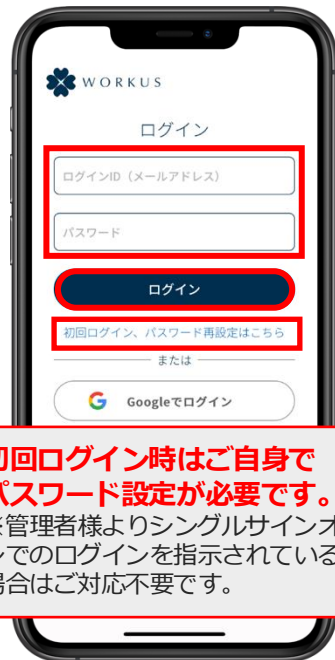 WORKUS
ログイン
ログインID（メールアドレス）
パスワード
ログイン
初回ログイン、パスワード再設定はこちら
または
Googleでログイン
初回ログイン時はご自身で
パスワード設定が必要です。
※管理者様よりシングルサインオ
ンでのログインを指示されている
場合はご対応不要です。